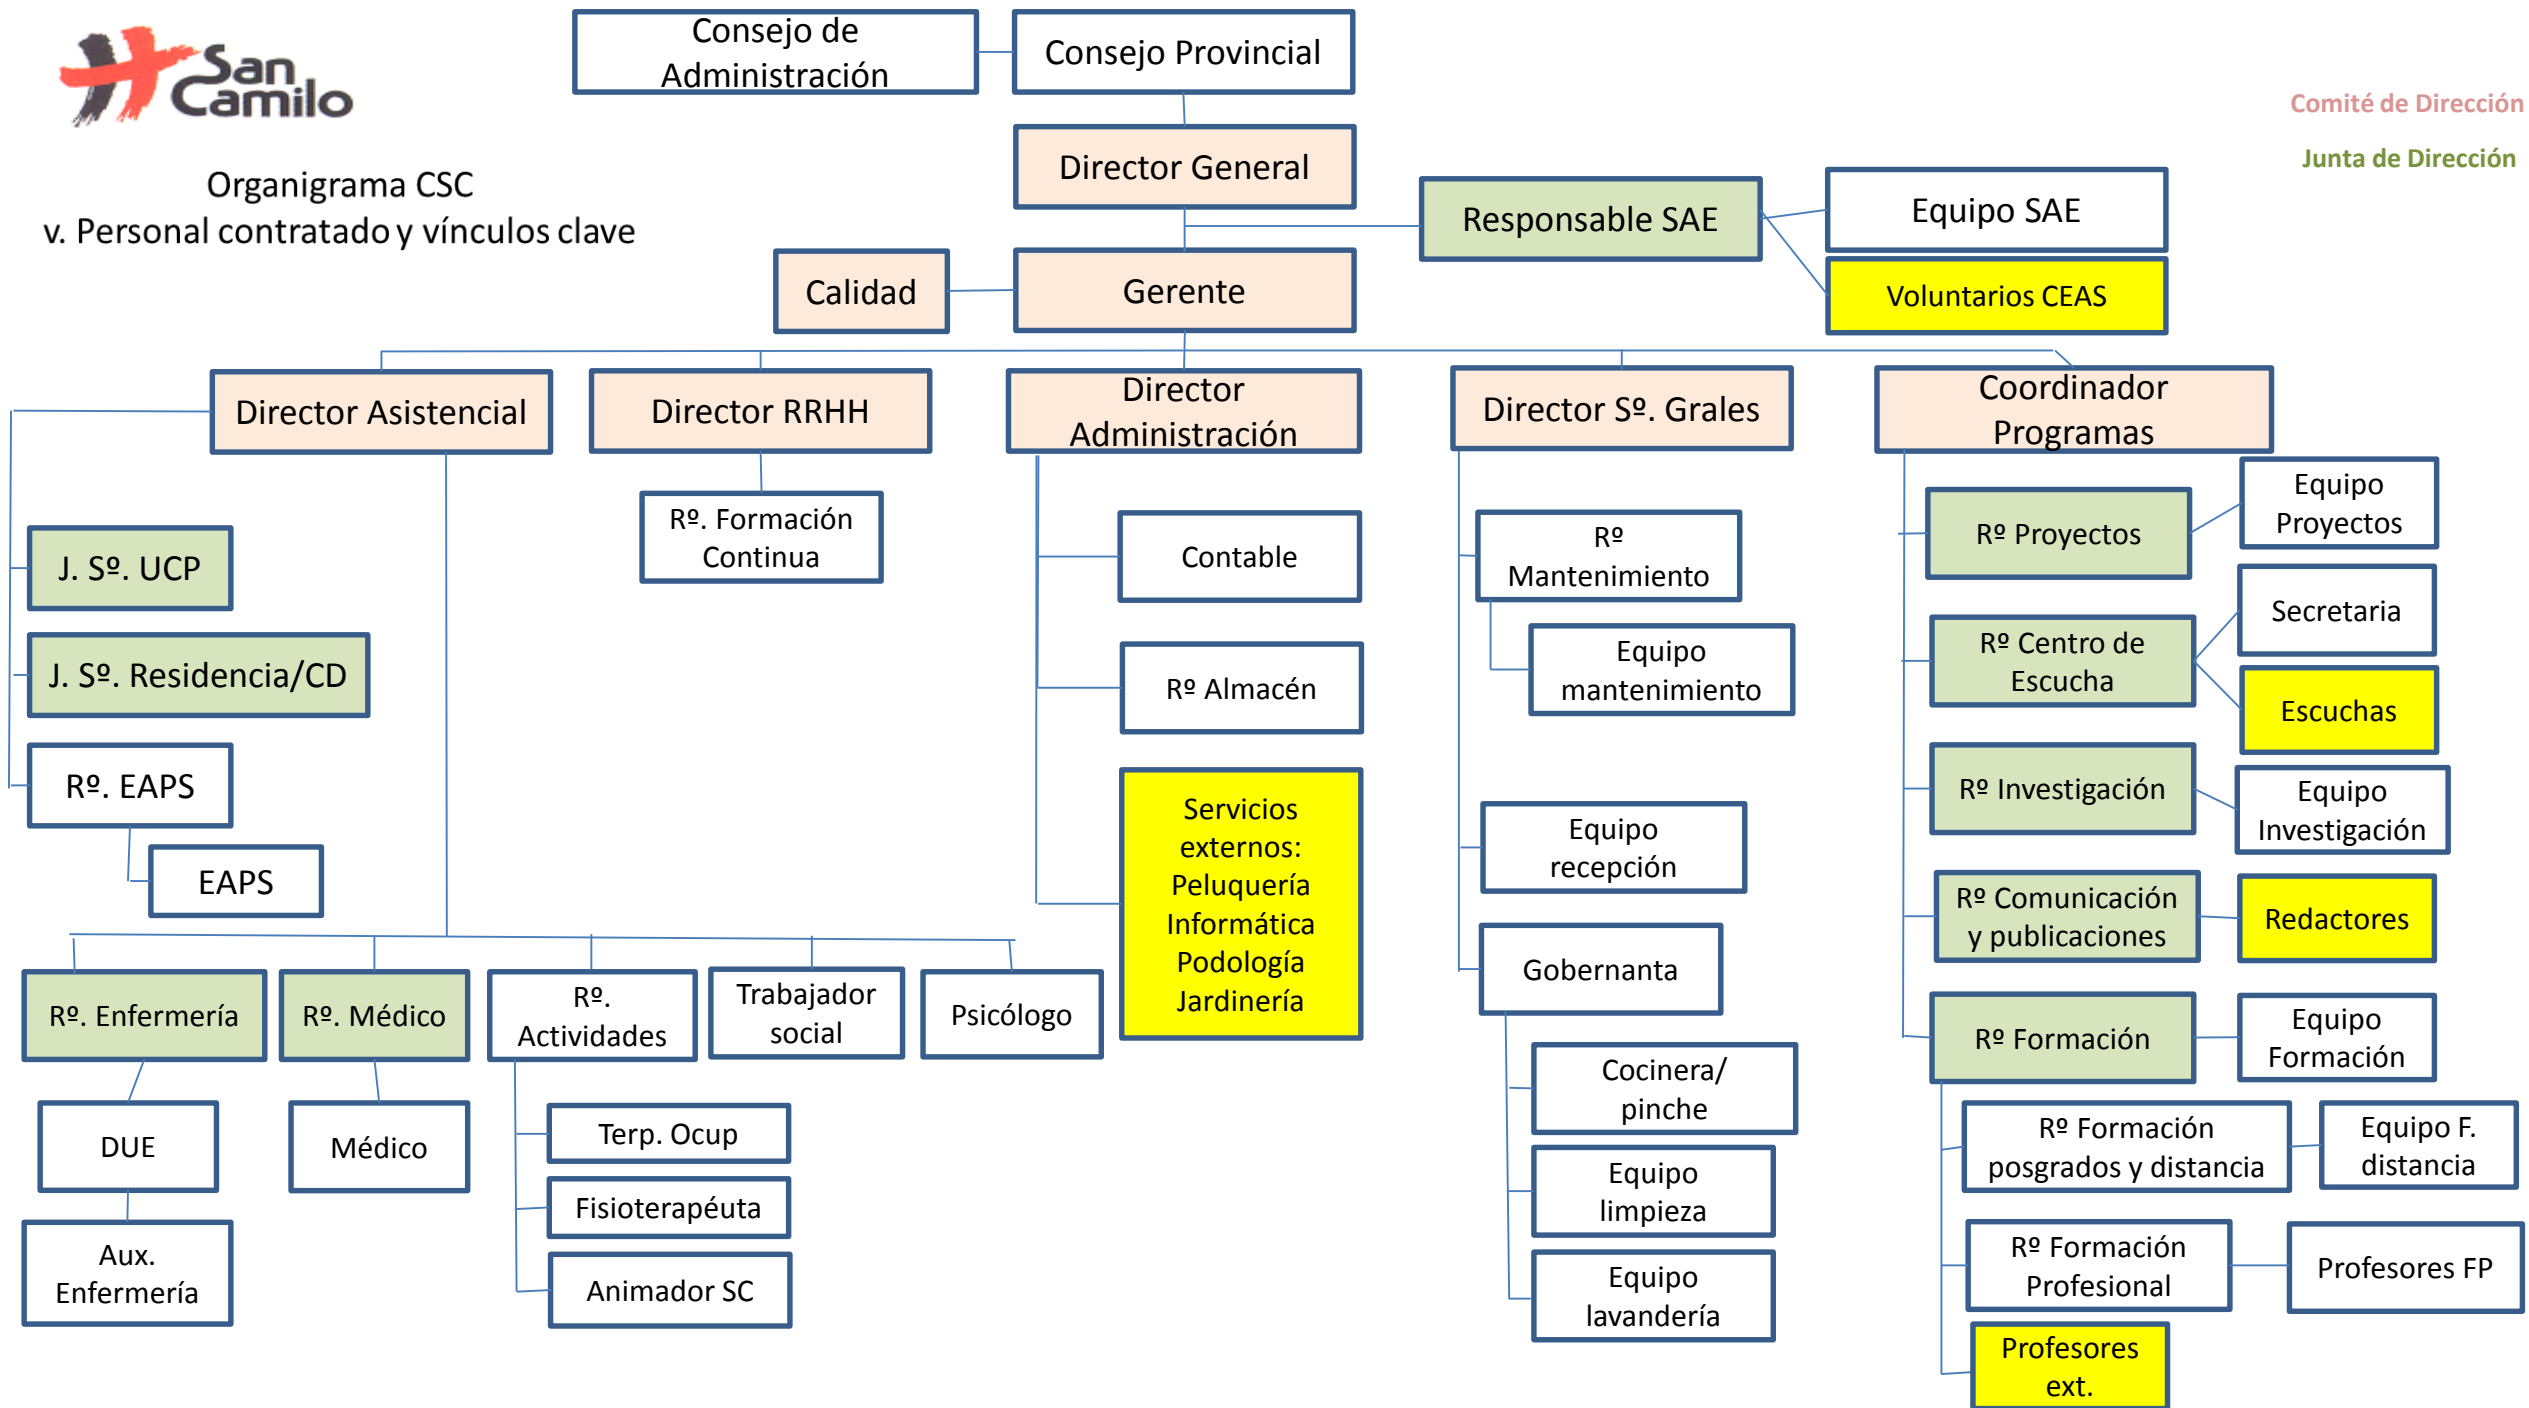 San
Camilo
Organigrama CSC
v. Personal contratado y vínculos clave
Consejo de
Administración
Consejo Provincial
Comité de Dirección
Junta de Dirección
Director General
Responsable SAE
Equipo SAE
Voluntarios CEAS
Calidad
Gerente
Director Asistencial
Director RRHH
Director
Administración
Director Sº. Grales
Coordinador
Programas
J. Sº. UCP
J. Sº. Residencia/CD
Rº. EAPS
EAPS
Rº. Enfermería
Rº. Médico
Rº.
Actividades
Trabajador
social
Psicólogo
DUE
Médico
Aux.
Enfermería
Terp. Ocup
Fisioterapéuta
Animador SC
Rº. Formación
Continua
Contable
Rº Almacén
Servicios
externos:
Peluquería
Informática
Podología
Jardinería
Rº
Mantenimiento
Equipo
mantenimiento
Equipo
recepción
Gobernanta
Cocinera/
pinche
Equipo
limpieza
Equipo
lavandería
Rº Proyectos
Equipo
Proyectos
Rº Centro de
Escucha
Secretaria
Escuchas
Rº Investigación
Equipo
Investigación
Rº Comunicación
y publicaciones
Redactores
Rº Formación
Equipo
Formación
Rº Formación
posgrados y distancia
Equipo F.
distancia
Rº Formación
Profesional
Profesores FP
Profesores
ext.